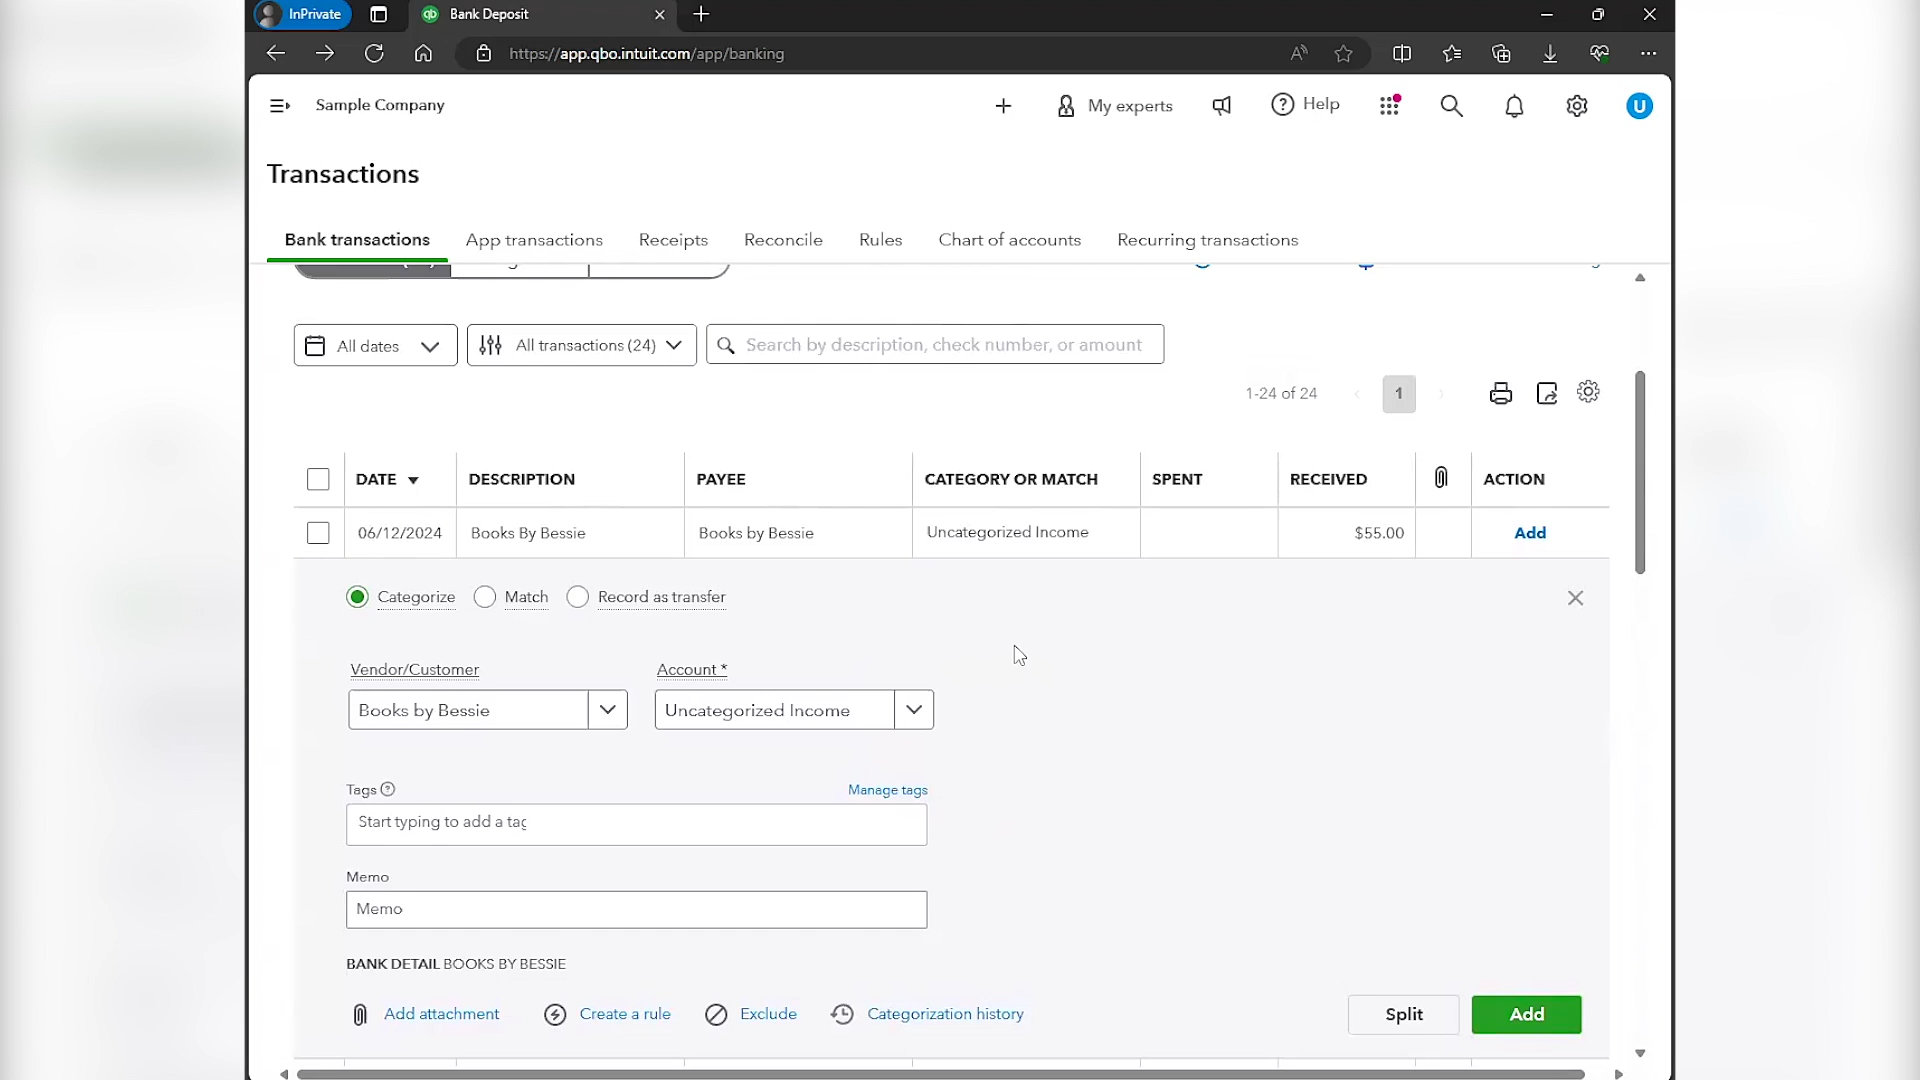 InPrivate
Bank Deposit
https://app.qbo.intuit.com/app/banking
Sample Company
My experts
Help
U
Transactions
Bank transactions
App transactions
Receipts
Reconcile
Rules
Chart of accounts
Recurring transactions
All dates
All transactions (24)
Search by description, check number, or amount
1-24 of 24
1
DATE
DESCRIPTION
PAYEE
CATEGORY OR MATCH
SPENT
RECEIVED
ACTION
06/12/2024
Books By Bessie
Books by Bessie
Uncategorized Income
$55.00
Add
Categorize
Match
Record as transfer
Vendor/Customer
Account *
Books by Bessie
Uncategorized Income
Tags
Manage tags
Start typing to add a tag
Memo
Memo
BANK DETAIL BOOKS BY BESSIE
Add attachment
Create a rule
Exclude
Categorization history
Split
Add